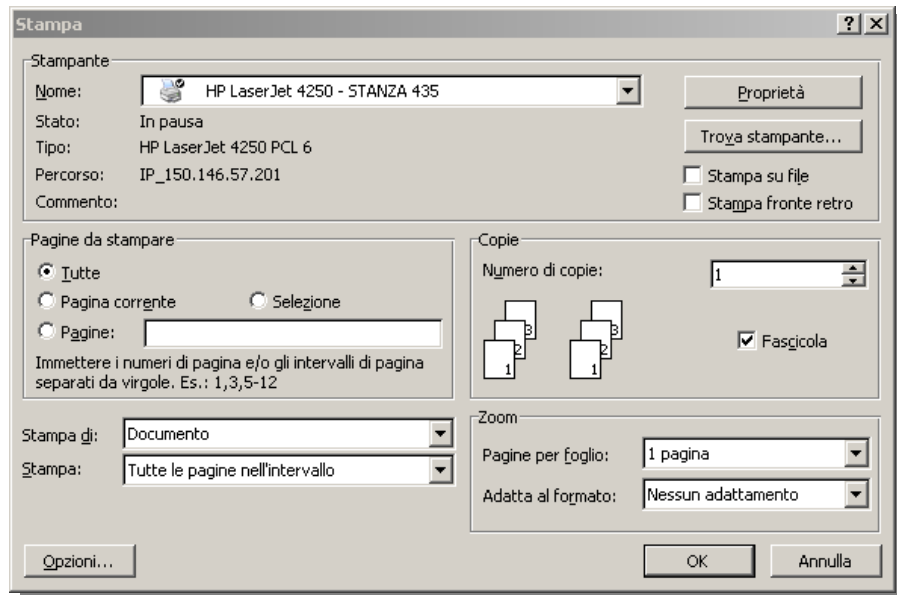 Stampa
Stampante
Nome: HP LaserJet 4250 - STANZA 435
Proprietà
Stato: In pausa
Trova stampante...
Tipo: HP LaserJet 4250 PCL 6
Percorso: IP_150.146.57.201
Stampa su file
Commento:
Stampa fronte retro
Pagine da stampare
Tutte
Pagina corrente Selezione
Pagine:
Immettere i numeri di pagina e/o gli intervalli di pagina
separati da virgole. Es.: 1,3,5-12
Copie
Numero di copie: 1
3 3
2 2
1 1
Fascicola
Stampa di: Documento
Stampa: Tutte le pagine nell'intervallo
Zoom
Pagine per foglio: 1 pagina
Adatta al formato: Nessun adattamento
Opzioni...
OK
Annulla